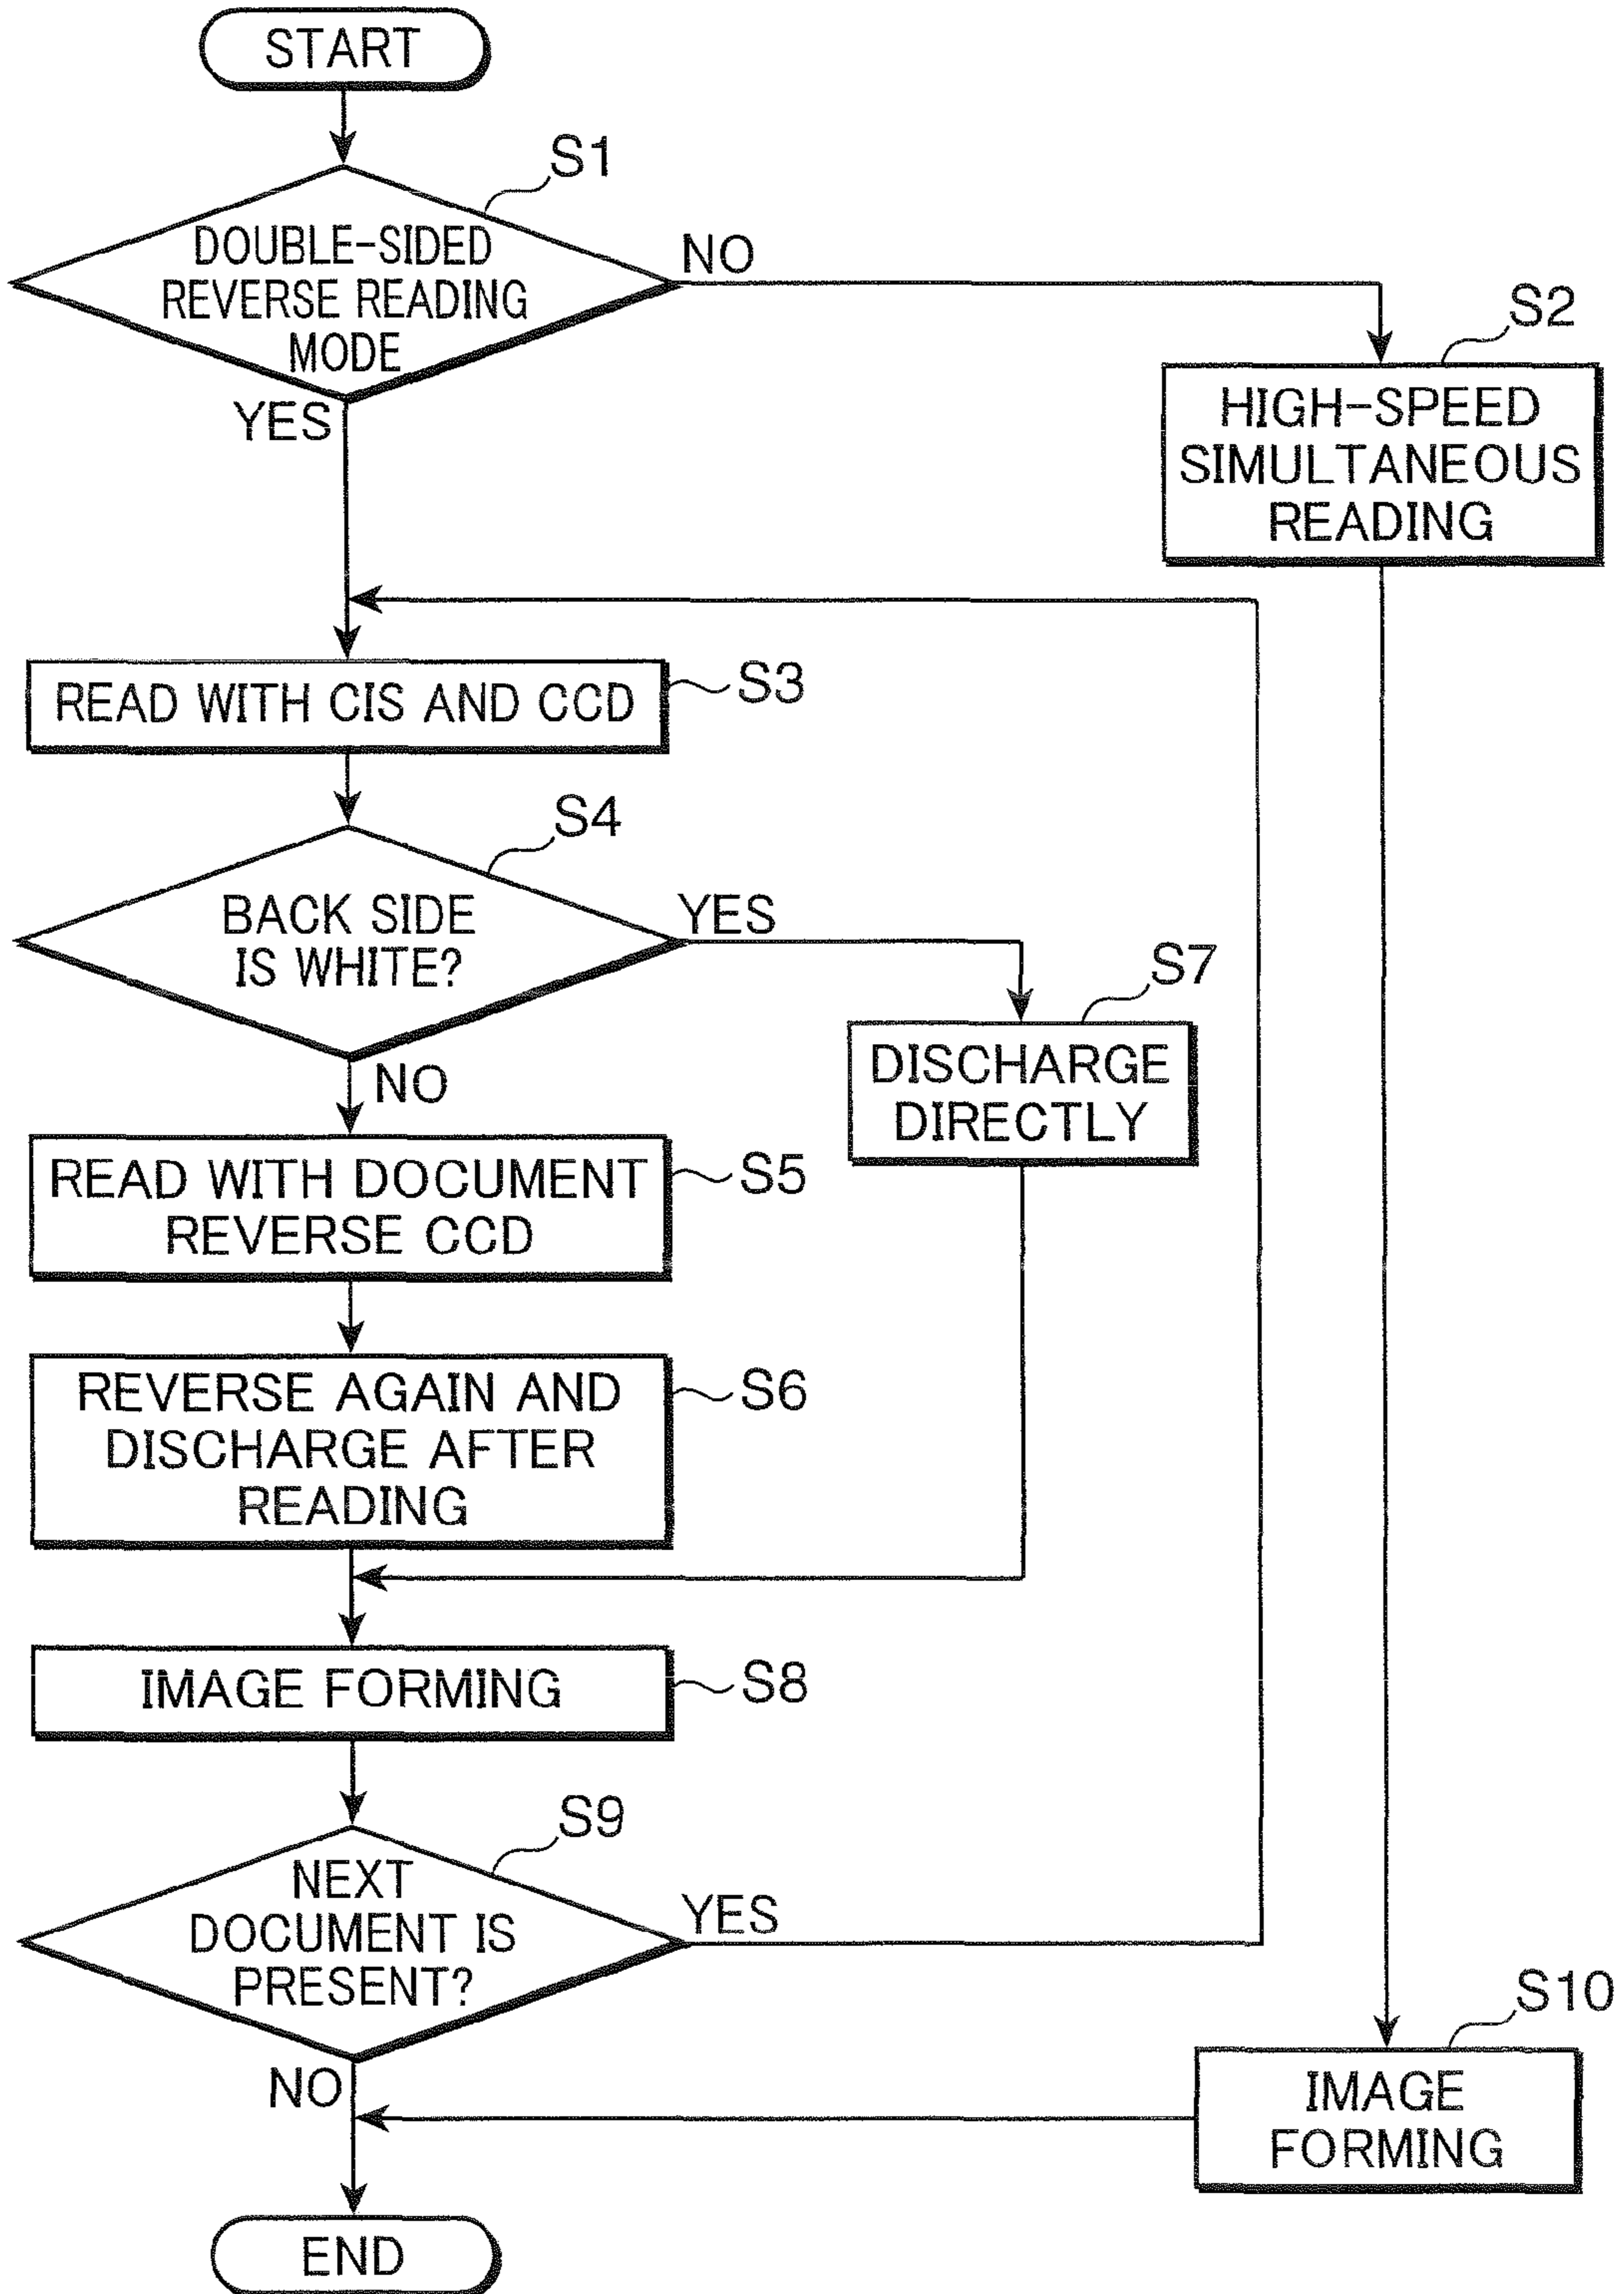 START
S1
DOUBLE-SIDED
REVERSE READING
MODE
NO
YES
S2
HIGH-SPEED
SIMULTANEOUS
READING
READ WITH CIS AND CCD
S3
S4
BACK SIDE
IS WHITE?
YES
NO
S7
DISCHARGE
DIRECTLY
READ WITH DOCUMENT
REVERSE CCD
S5
REVERSE AGAIN AND
DISCHARGE AFTER
READING
S6
IMAGE FORMING
S8
S9
NEXT
DOCUMENT IS
PRESENT?
YES
NO
S10
IMAGE
FORMING
END